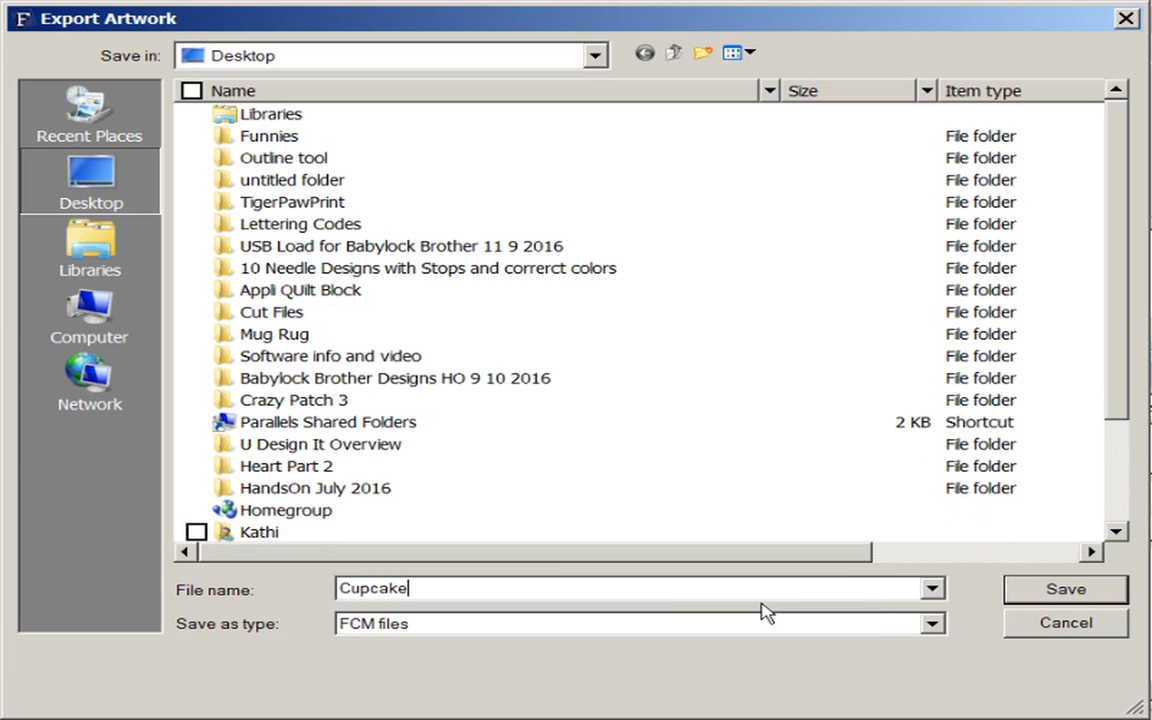 F Export Artwork
Save in: Desktop
Name Size Item type
Recent Places
Desktop
Libraries
Computer
Network
Libraries
Funnies File folder
Outline tool File folder
untitled folder File folder
TigerPawPrint File folder
Lettering Codes File folder
USB Load for Babylock Brother 11 9 2016 File folder
10 Needle Designs with Stops and correrct colors File folder
Appli QUilt Block File folder
Cut Files File folder
Mug Rug File folder
Software info and video File folder
Babylock Brother Designs HO 9 10 2016 File folder
Crazy Patch 3 File folder
Parallels Shared Folders 2 KB Shortcut
U Design It Overview File folder
Heart Part 2 File folder
HandsOn July 2016 File folder
Homegroup
Kathi
File name: Cupcake Save
Save as type: FCM files Cancel